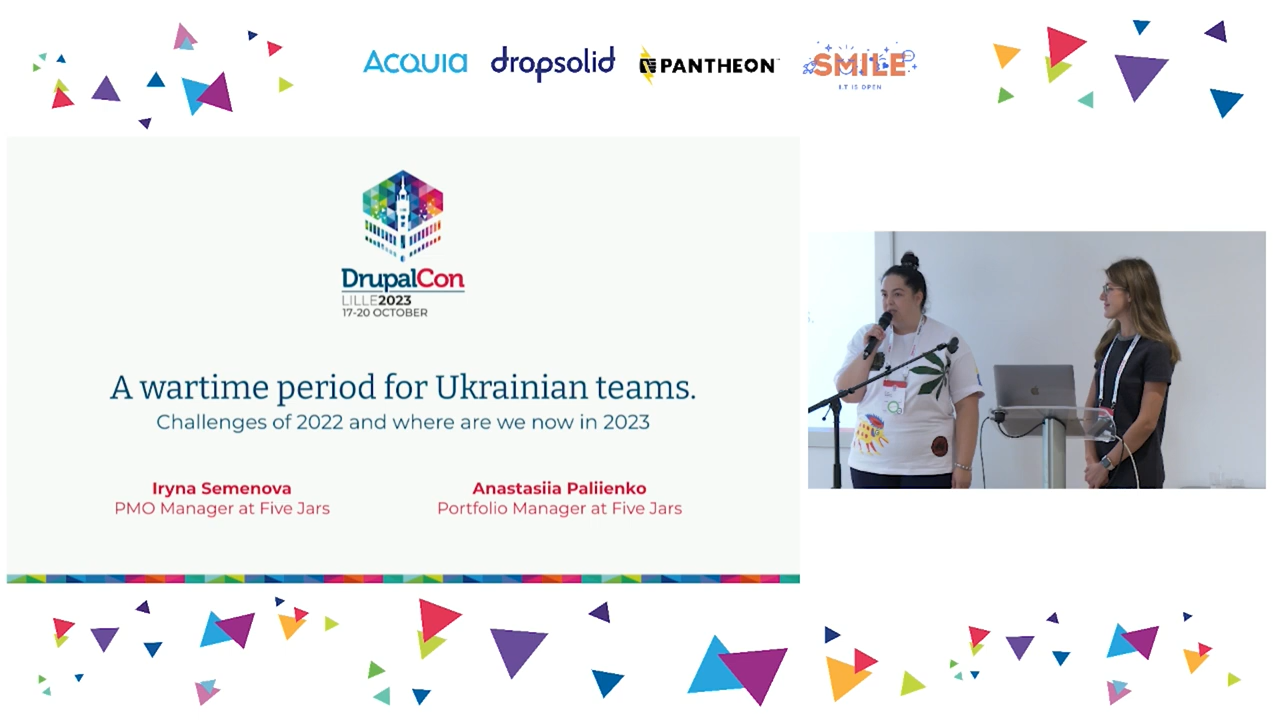 Acquia
dropsolid
PANTHEON
SMILE
I.T IS OPEN
DrupalCon
LILLE2023
17-20 OCTOBER
A wartime period for Ukrainian teams.
Challenges of 2022 and where are we now in 2023
Iryna Semenova
PMO Manager at Five Jars
Anastasiia Paliienko
Portfolio Manager at Five Jars